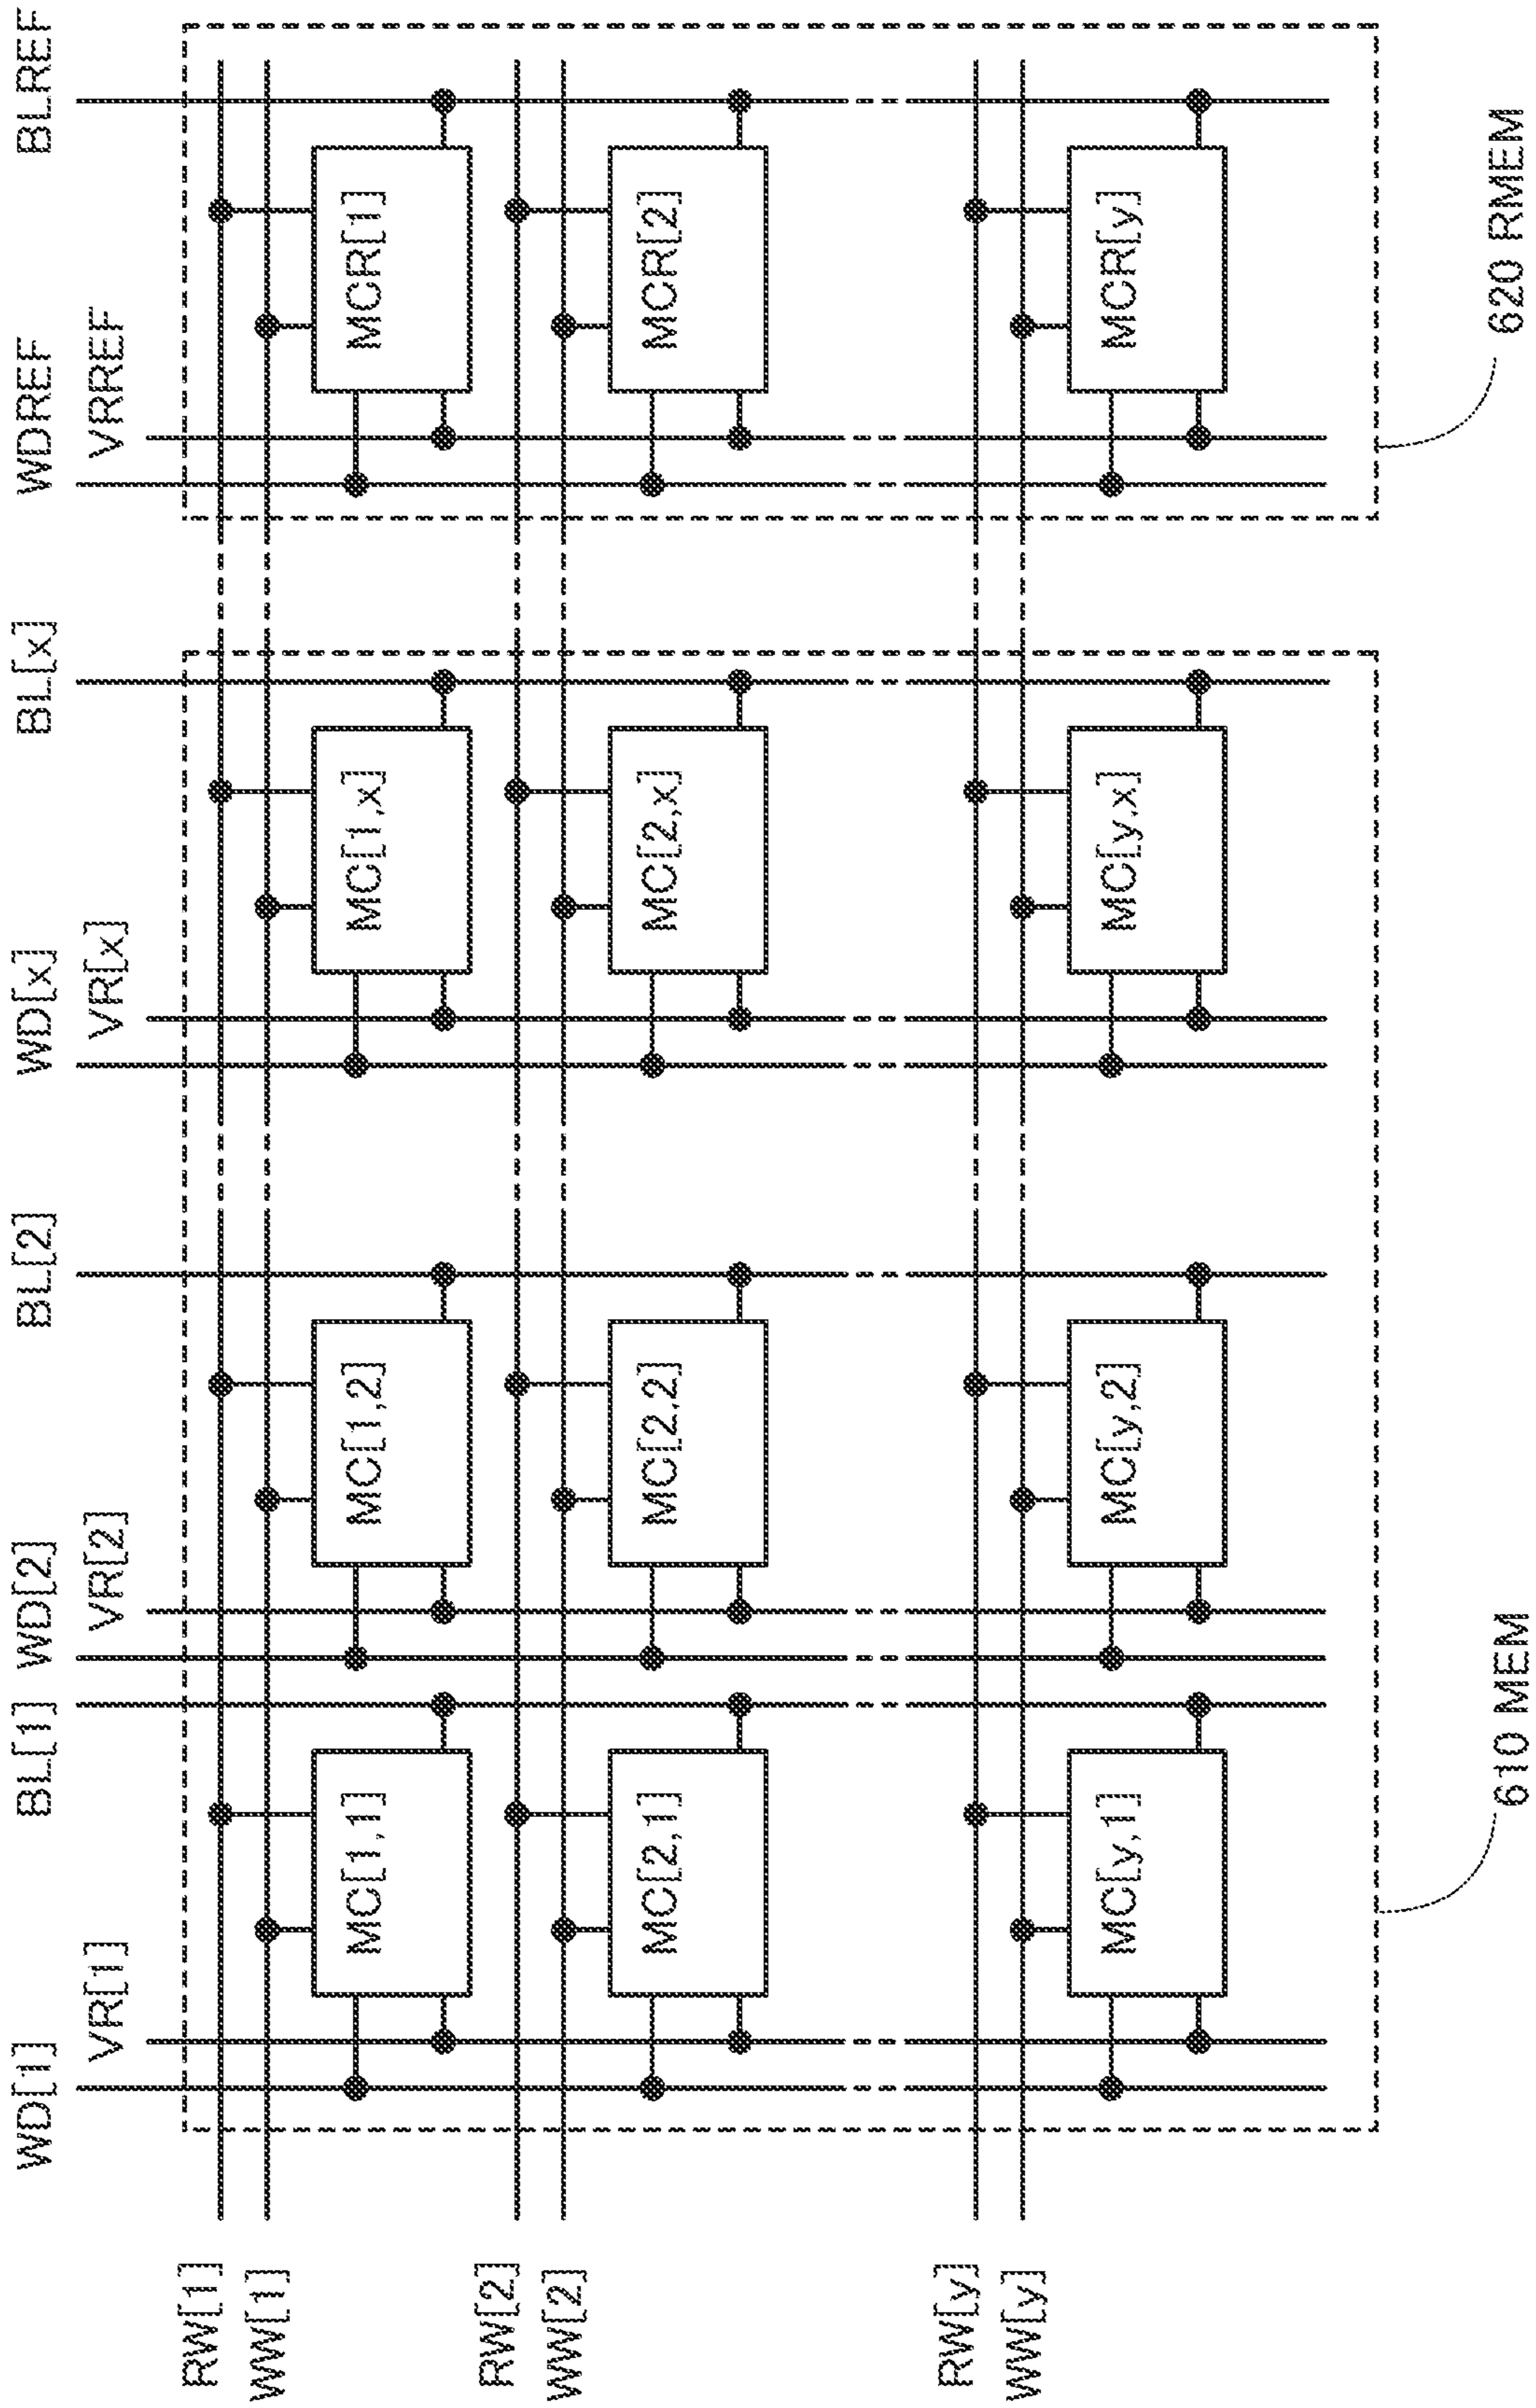 WD[1] BL[1] WD[2] BL[2] WD[x] BL[x] WDREF BLREF
VR[1] VR[2] VR[x] VRREF
RW[1]
WW[1]
MC[1,1] MC[1,2] MC[1,x] MCR[1]
RW[2]
WW[2]
MC[2,1] MC[2,2] MC[2,x] MCR[2]
RW[y]
WW[y]
MC[y,1] MC[y,2] MC[y,x] MCR[y]
610 MEM 620 RMEM